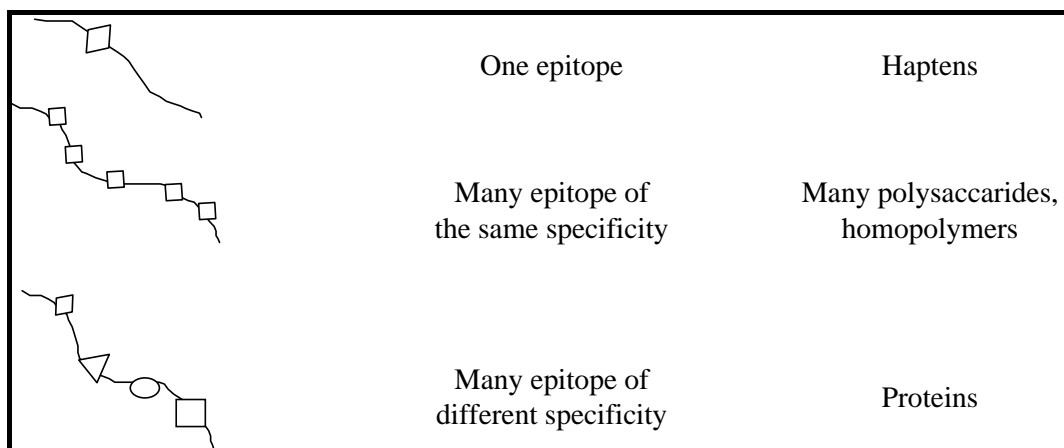 One epitope
Haptens
Many epitope of
the same specificity
Many polysaccarides,
homopolymers
Many epitope of
different specificity
Proteins